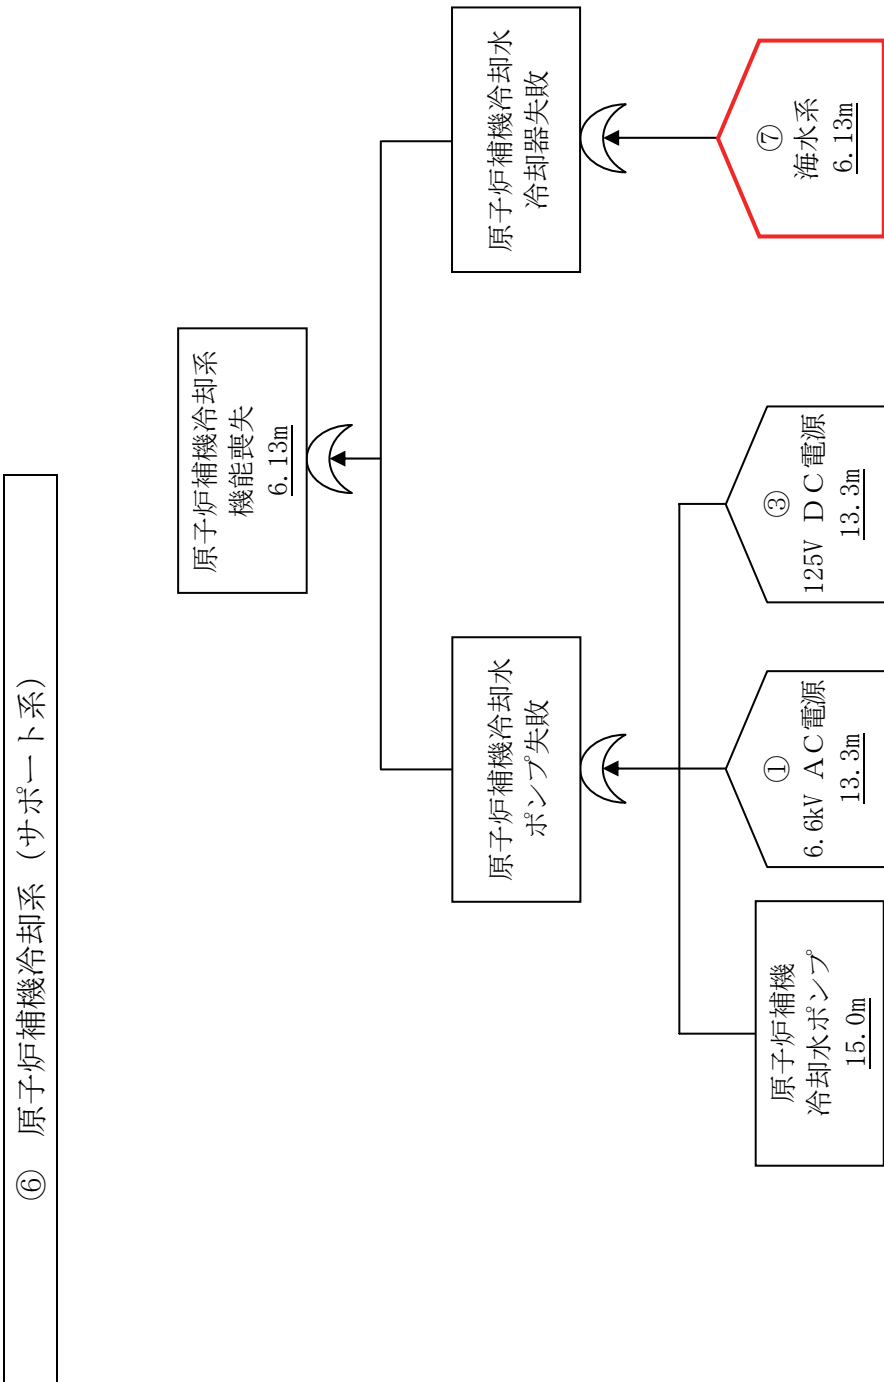 ⑥ 原子炉補機冷却系（サポート系）
原子炉補機冷却系
機能喪失
6.13m
原子炉補機冷却水
ポンプ失敗
原子炉補機冷却水
冷却器失敗
原子炉補機
冷却水ポンプ
15.0m
①
6.6kV ＡＣ電源
13.3m
③
125V ＤＣ電源
13.3m
⑦
海水系
6.13m